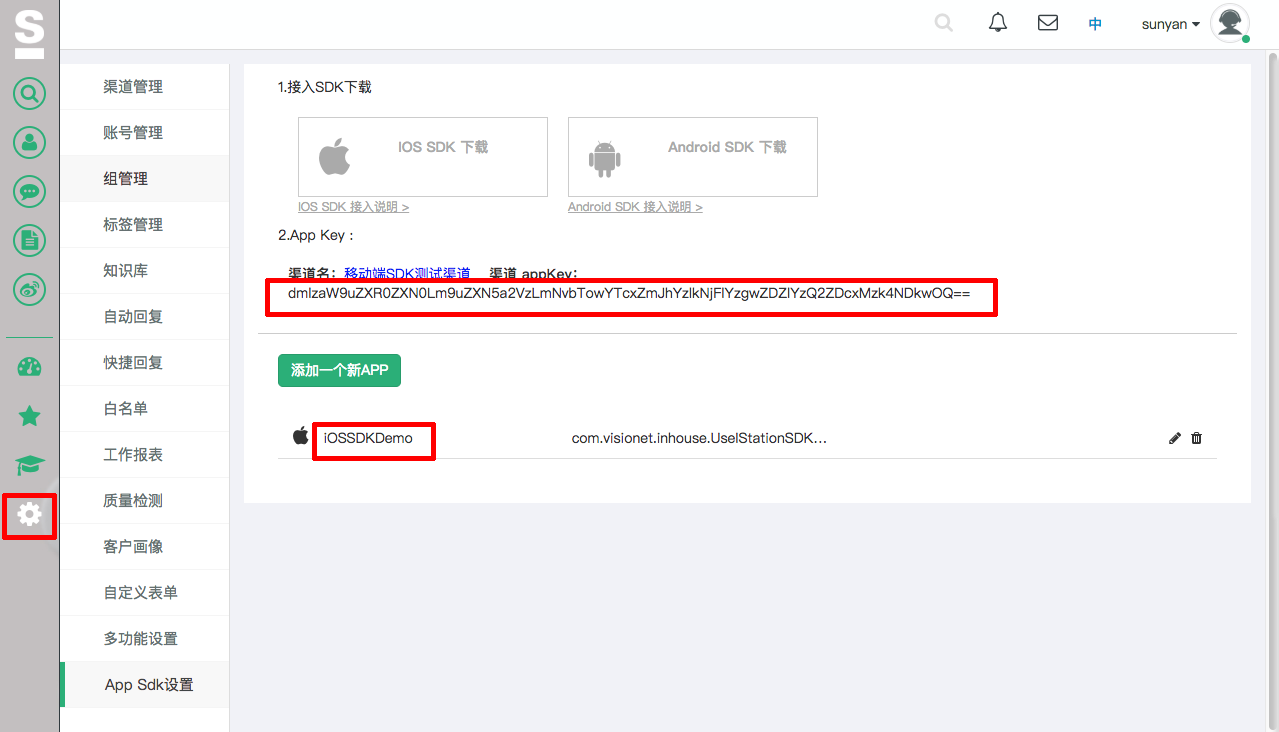 S
中
sunyan
渠道管理
账号管理
组管理
标签管理
知识库
自动回复
快捷回复
白名单
工作报表
质量检测
客户画像
自定义表单
多功能设置
App Sdk设置
1.接入SDK下载
IOS SDK 下载
Android SDK 下载
IOS SDK 接入说明 >
Android SDK 接入说明 >
2.App Key :
渠道名: 移动端SDK测试渠道 渠道 appKey:
dmlzaW9uZXR0ZXN0Lm9uZXN5a2VzLmNvbTowYTcxZmJhYzlkNjFlYzgwZDZlYzQ2ZDcxMzk4NDkwOQ==
添加一个新APP
iOSSDKDemo com.visionet.inhouse.UseIStationSDK...